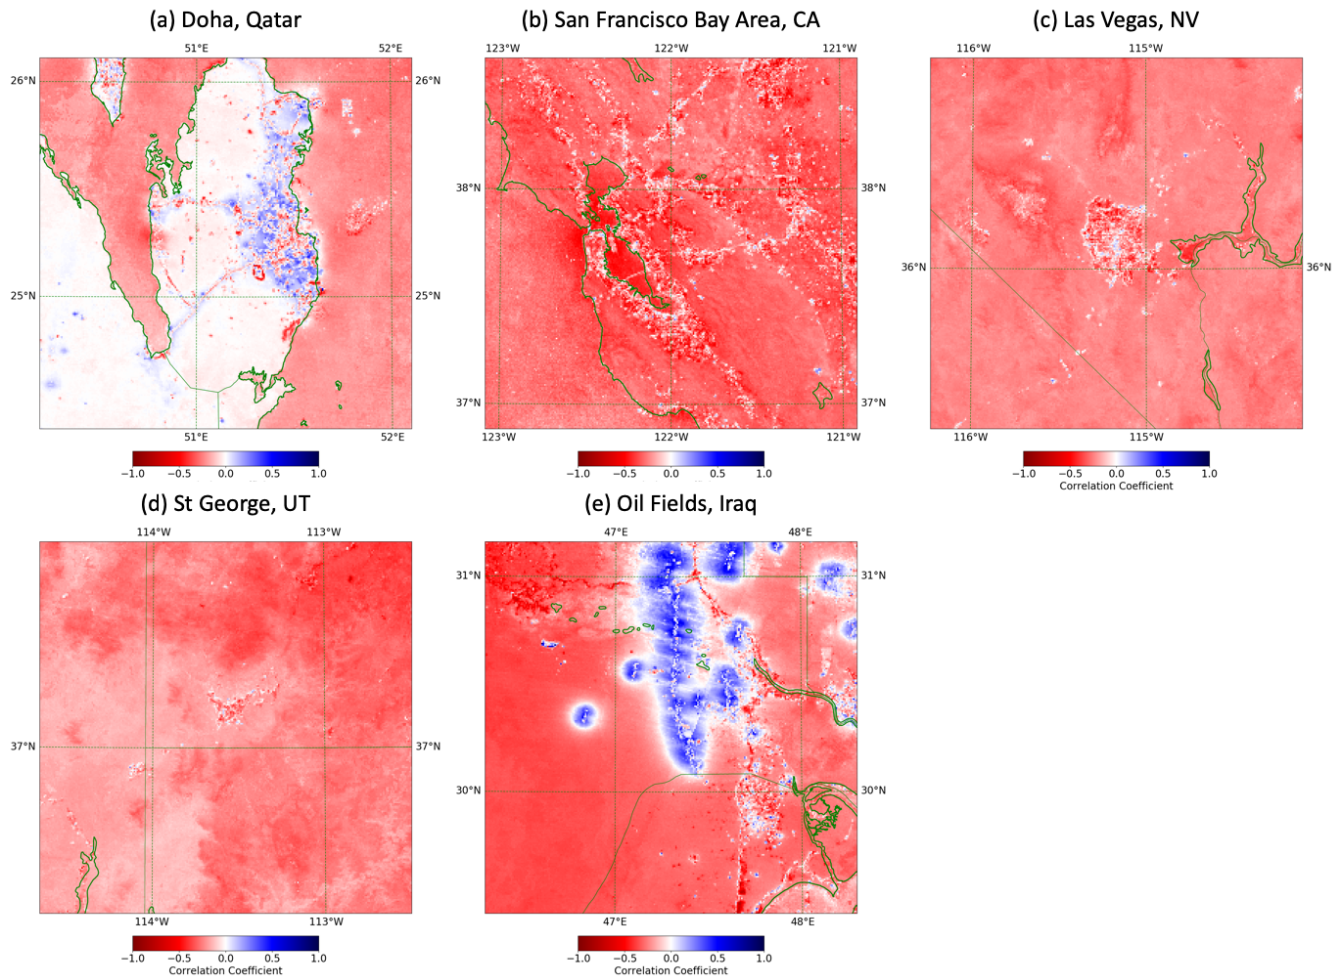 (a) Doha, Qatar
(b) San Francisco Bay Area, CA
(c) Las Vegas, NV
51°E 52°E
123°W 122°W 121°W
116°W 115°W
26°N 26°N
38°N 38°N
36°N 36°N
25°N 25°N
37°N 37°N
51°E 52°E
123°W 122°W 121°W
116°W 115°W
−1.0 −0.5 0.0 0.5 1.0
−1.0 −0.5 0.0 0.5 1.0
−1.0 −0.5 0.0 0.5 1.0
Correlation Coefficient
(d) St George, UT
(e) Oil Fields, Iraq
114°W 113°W
47°E 48°E
31°N 31°N
37°N 37°N
30°N 30°N
114°W 113°W
47°E 48°E
−1.0 −0.5 0.0 0.5 1.0
Correlation Coefficient
−1.0 −0.5 0.0 0.5 1.0
Correlation Coefficient